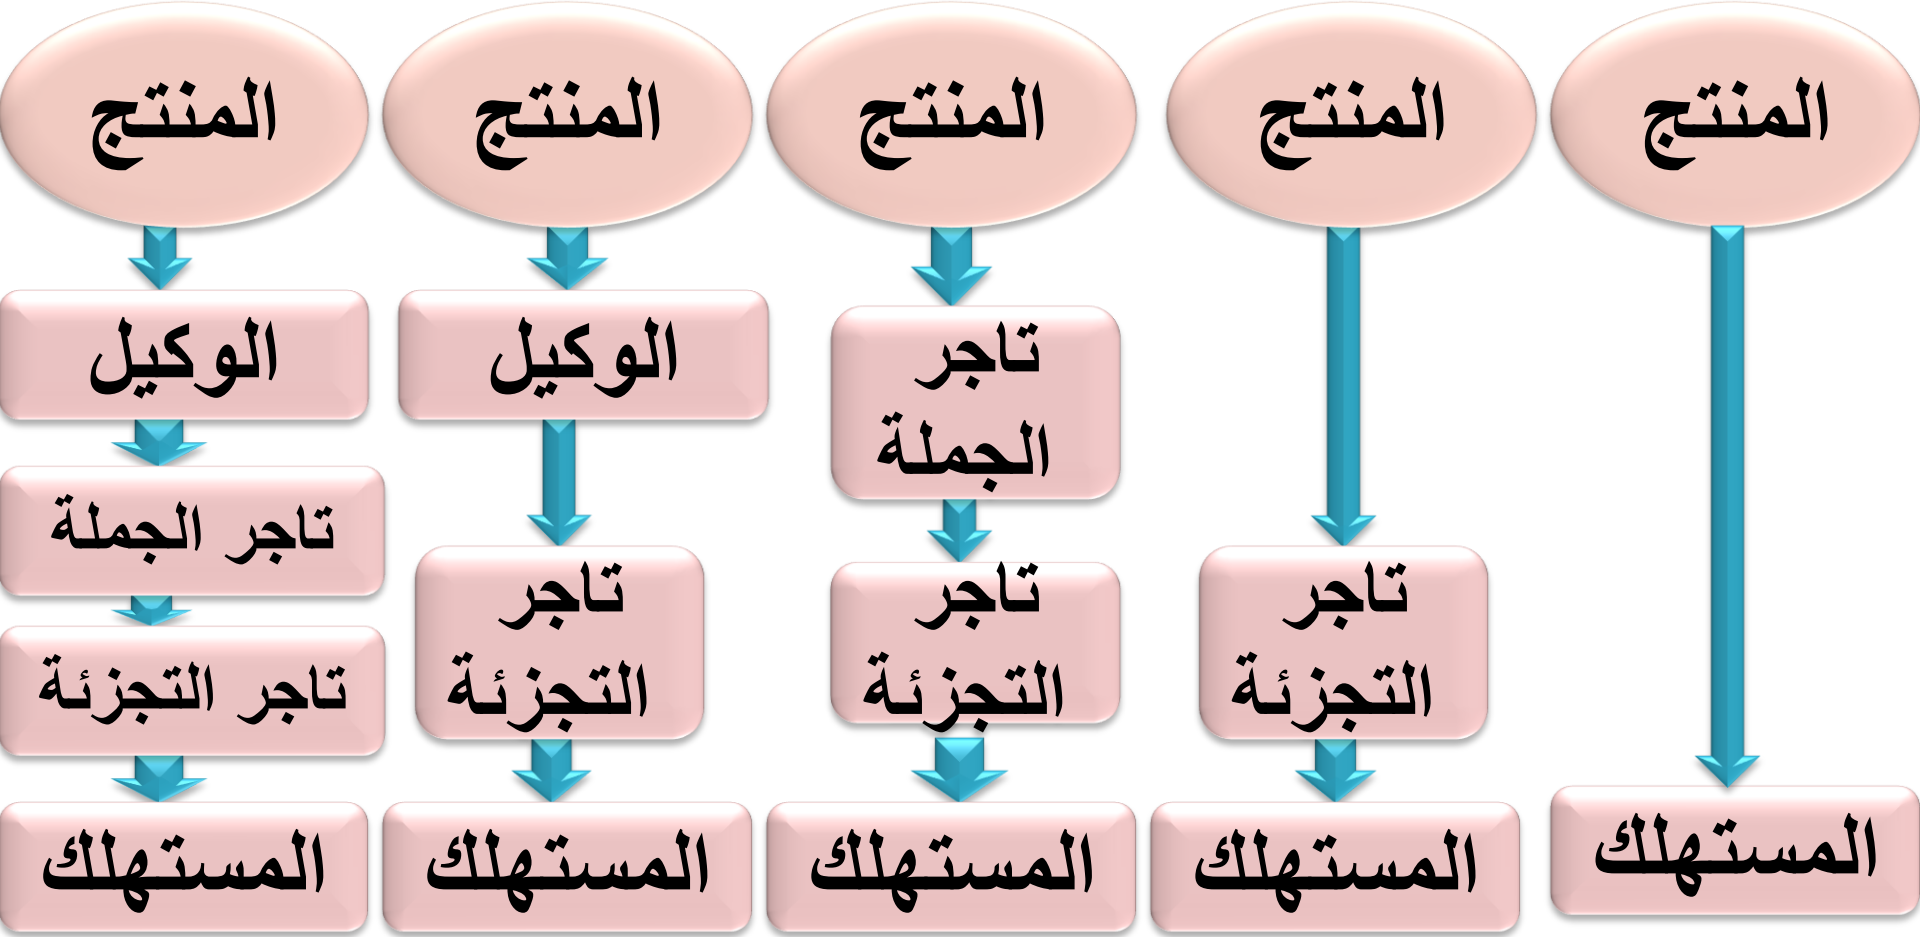 المنتج
المستهلك
المنتج
تاجر
التجزئة
المستهلك
المنتج
تاجر
الجملة
تاجر
التجزئة
المستهلك
المنتج
الوكيل
تاجر
التجزئة
المستهلك
المنتج
الوكيل
تاجر الجملة
تاجر التجزئة
المستهلك